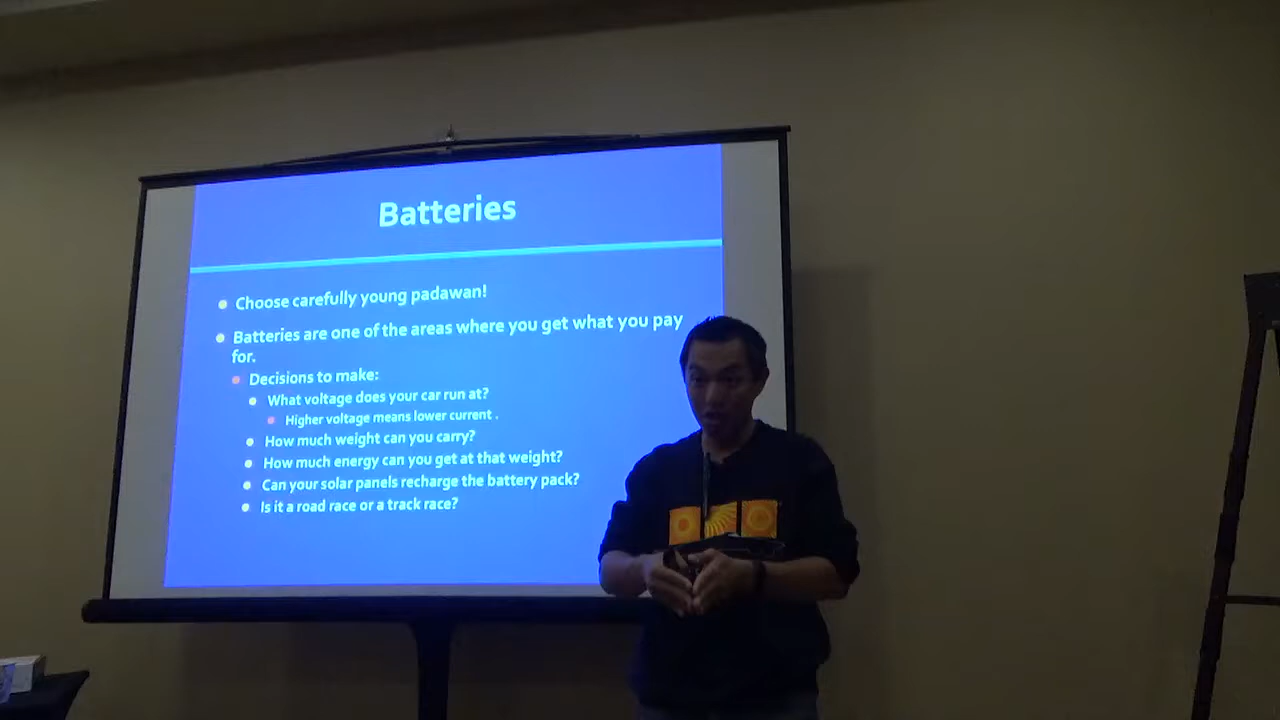 Batteries
Choose carefully young padawan!
Batteries are one of the areas where you get what you pay
for.
Decisions to make:
What voltage does your car run at?
Higher voltage means lower current .
How much weight can you carry?
How much energy can you get at that weight?
Can your solar panels recharge the battery pack?
Is it a road race or a track race?